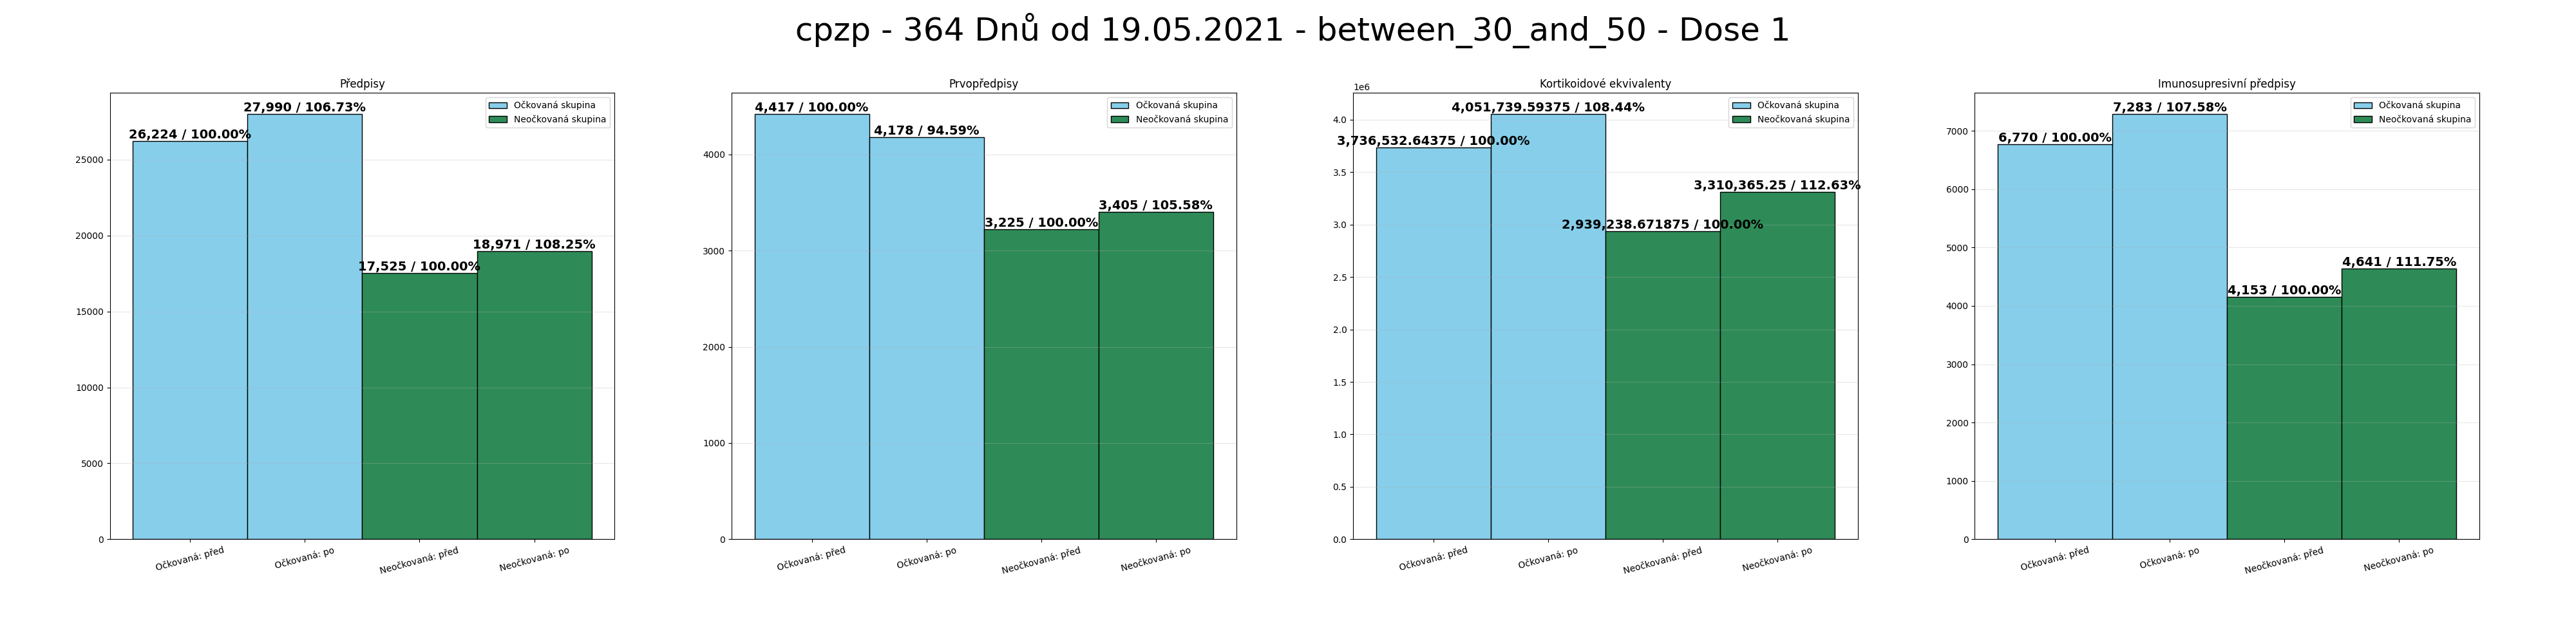 cpzp - 364 Dnů od 19.05.2021 - between_30_and_50 - Dose 1
Předpisy
27,990 / 106.73%
26,224 / 100.00%
18,971 / 108.25%
17,525 / 100.00%
Očkovaná skupina
Neočkovaná skupina
25000
20000
15000
10000
5000
0
Očkovaná: před
Očkovaná: po
Neočkovaná: před
Neočkovaná: po
Prvopředpisy
4,417 / 100.00%
4,178 / 94.59%
3,405 / 105.58%
3,225 / 100.00%
Očkovaná skupina
Neočkovaná skupina
4000
3000
2000
1000
0
Očkovaná: před
Očkovaná: po
Neočkovaná: před
Neočkovaná: po
Kortikoidové ekvivalenty
1e6
4,051,739.59375 / 108.44%
3,736,532.64375 / 100.00%
3,310,365.25 / 112.63%
2,939,238.671875 / 100.00%
Očkovaná skupina
Neočkovaná skupina
4.0
3.5
3.0
2.5
2.0
1.5
1.0
0.5
0.0
Očkovaná: před
Očkovaná: po
Neočkovaná: před
Neočkovaná: po
Imunosupresivní předpisy
7,283 / 107.58%
6,770 / 100.00%
4,641 / 111.75%
4,153 / 100.00%
Očkovaná skupina
Neočkovaná skupina
7000
6000
5000
4000
3000
2000
1000
0
Očkovaná: před
Očkovaná: po
Neočkovaná: před
Neočkovaná: po